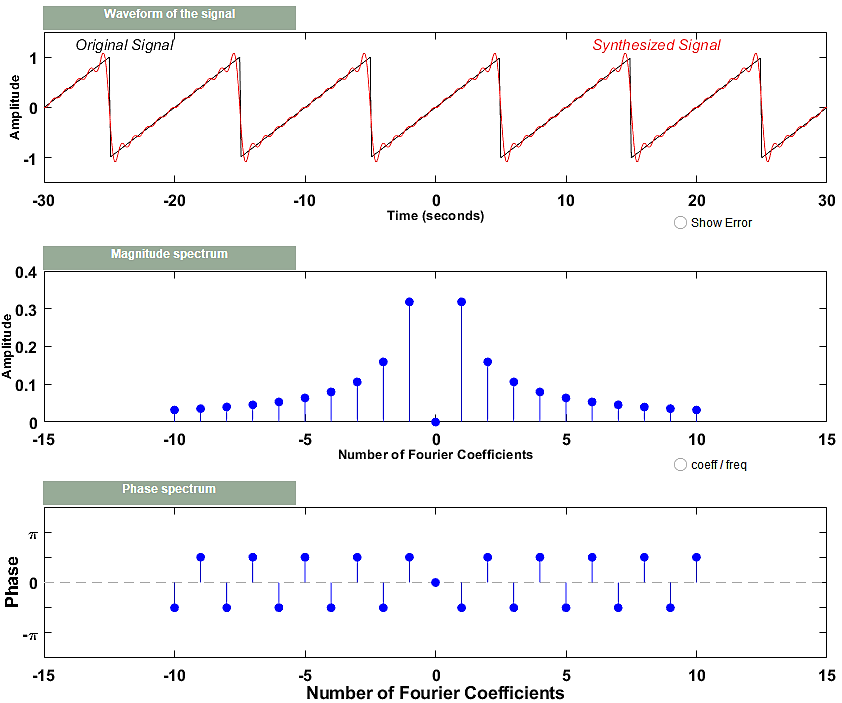 Waveform of the signal
Original Signal
Synthesized Signal
Amplitude
1
0
-1
-30
-20
-10
0
10
20
30
Time (seconds)
Show Error
Magnitude spectrum
Amplitude
0.4
0.3
0.2
0.1
0
-15
-10
-5
0
5
10
15
Number of Fourier Coefficients
coeff / freq
Phase spectrum
Phase
π
0
-π
-15
-10
-5
0
5
10
15
Number of Fourier Coefficients